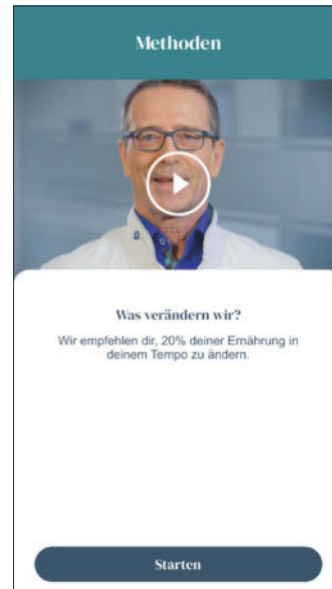 Methoden
Was verändern wir?
Wir empfehlen dir, 20% deiner Ernährung in
deinem Tempo zu ändern.
Starten